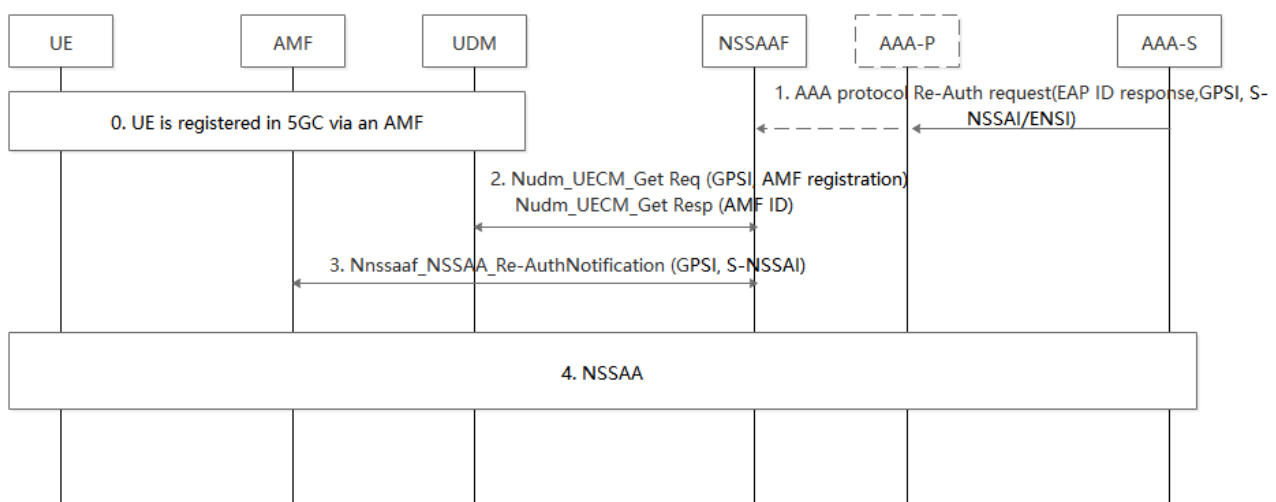 UE
AMF
UDM
NSSAAF
AAA-P
AAA-S
1. AAA protocol Re-Auth request(EAP ID response,GPSI, S-
NSSAI/ENSI)
0. UE is registered in 5GC via an AMF
2. Nudm_UECM_Get Req (GPSI, AMF registration)
Nudm_UECM_Get Resp (AMF ID)
3. Nnssaaf_NSSAA_Re-AuthNotification (GPSI, S-NSSAI)
4. NSSAA